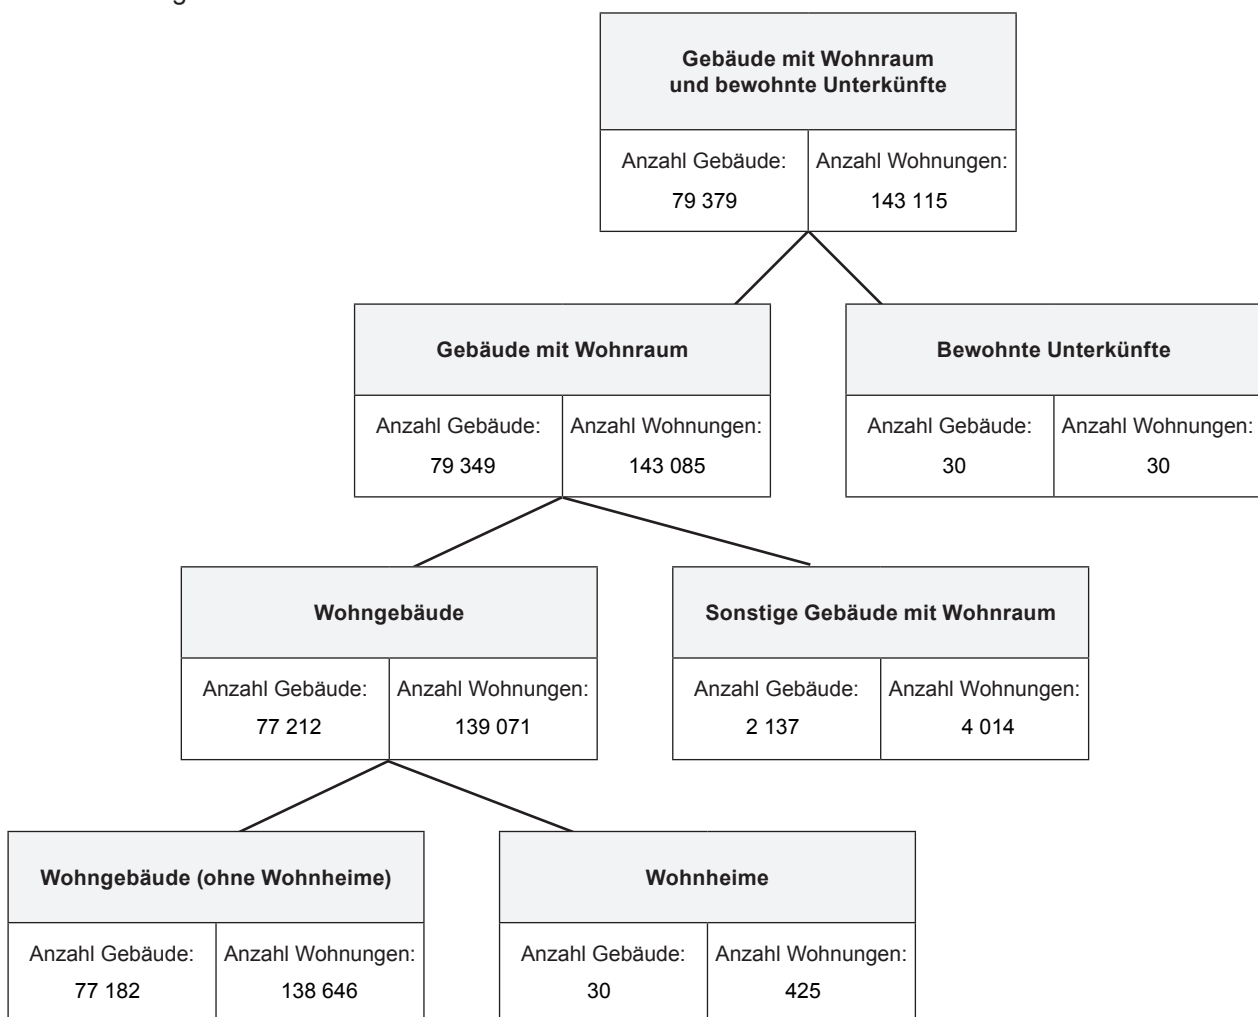 Gebäude mit Wohnraum
und bewohnte Unterkünfte
Anzahl Gebäude: Anzahl Wohnungen:
79 379 143 115
Gebäude mit Wohnraum Bewohnte Unterkünfte
Anzahl Gebäude: Anzahl Wohnungen: Anzahl Gebäude: Anzahl Wohnungen:
79 349 143 085 30 30
Wohngebäude Sonstige Gebäude mit Wohnraum
Anzahl Gebäude: Anzahl Wohnungen: Anzahl Gebäude: Anzahl Wohnungen:
77 212 139 071 2 137 4 014
Wohngebäude (ohne Wohnheime) Wohnheime
Anzahl Gebäude: Anzahl Wohnungen: Anzahl Gebäude: Anzahl Wohnungen:
77 182 138 646 30 425